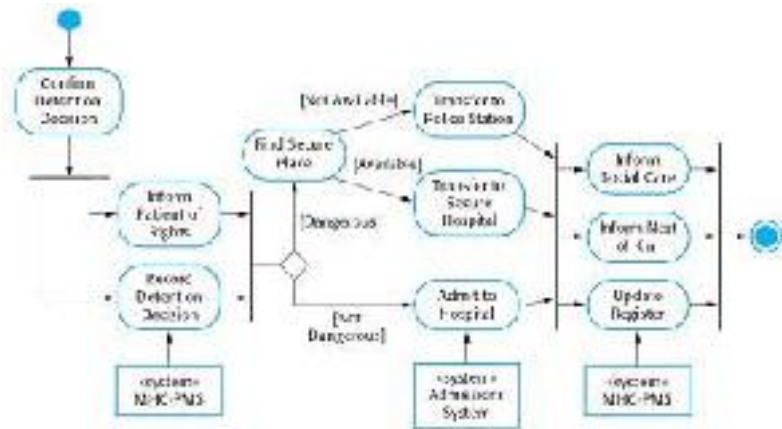 Confirm
Detention
Decision
Inform
Patient of
Rights
Record
Detention
Decision
«system»
MHC-PMS
Find Secure
Place
[Not Available]
[Available]
[Dangerous]
[Not
Dangerous]
Transfer to
Police Station
Transfer to
Secure
Hospital
Admit to
Hospital
«system»
Admissions
System
Inform
Social Care
Inform Next
of Kin
Update
Register
«system»
MHC-PMS